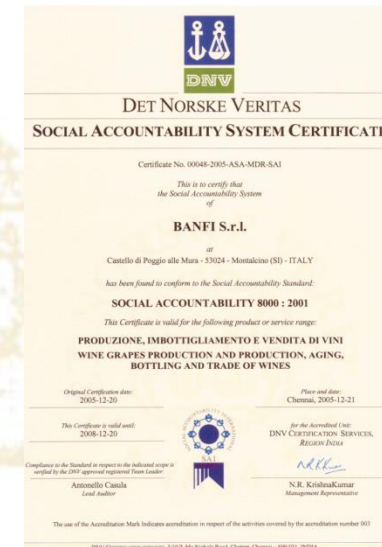 DNV
DET NORSKE VERITAS
SOCIAL ACCOUNTABILITY SYSTEM CERTIFICATE
Certificate No. 00048-2005-ASA-MDR-SAI
This is to certify that
the Social Accountability System
of
BANFI S.r.l.
at
Castello di Poggio alle Mura - 53024 - Montalcino (SI) - ITALY
has been found to conform to the Social Accountability Standard:
SOCIAL ACCOUNTABILITY 8000 : 2001
This Certificate is valid for the following product or service range:
PRODUZIONE, IMBOTTIGLIAMENTO E VENDITA DI VINI
WINE GRAPES PRODUCTION AND PRODUCTION, AGING,
BOTTLING AND TRADE OF WINES
Original Certification date:
2005-12-20
Place and date:
Chennai, 2005-12-21
This Certificate is valid until:
2008-12-20
for the Accredited Unit:
DNV CERTIFICATION SERVICES,
REGION INDIA
SAI
Compliance to the Standard in respect to the indicated scope is
verified by the DNV approved registered Team Leader:
Antonello Casula
Lead Auditor
N.R. KrishnaKumar
Management Representative
The use of the Accreditation Mark Indicates accreditation in respect of the activities covered by the accreditation number 003